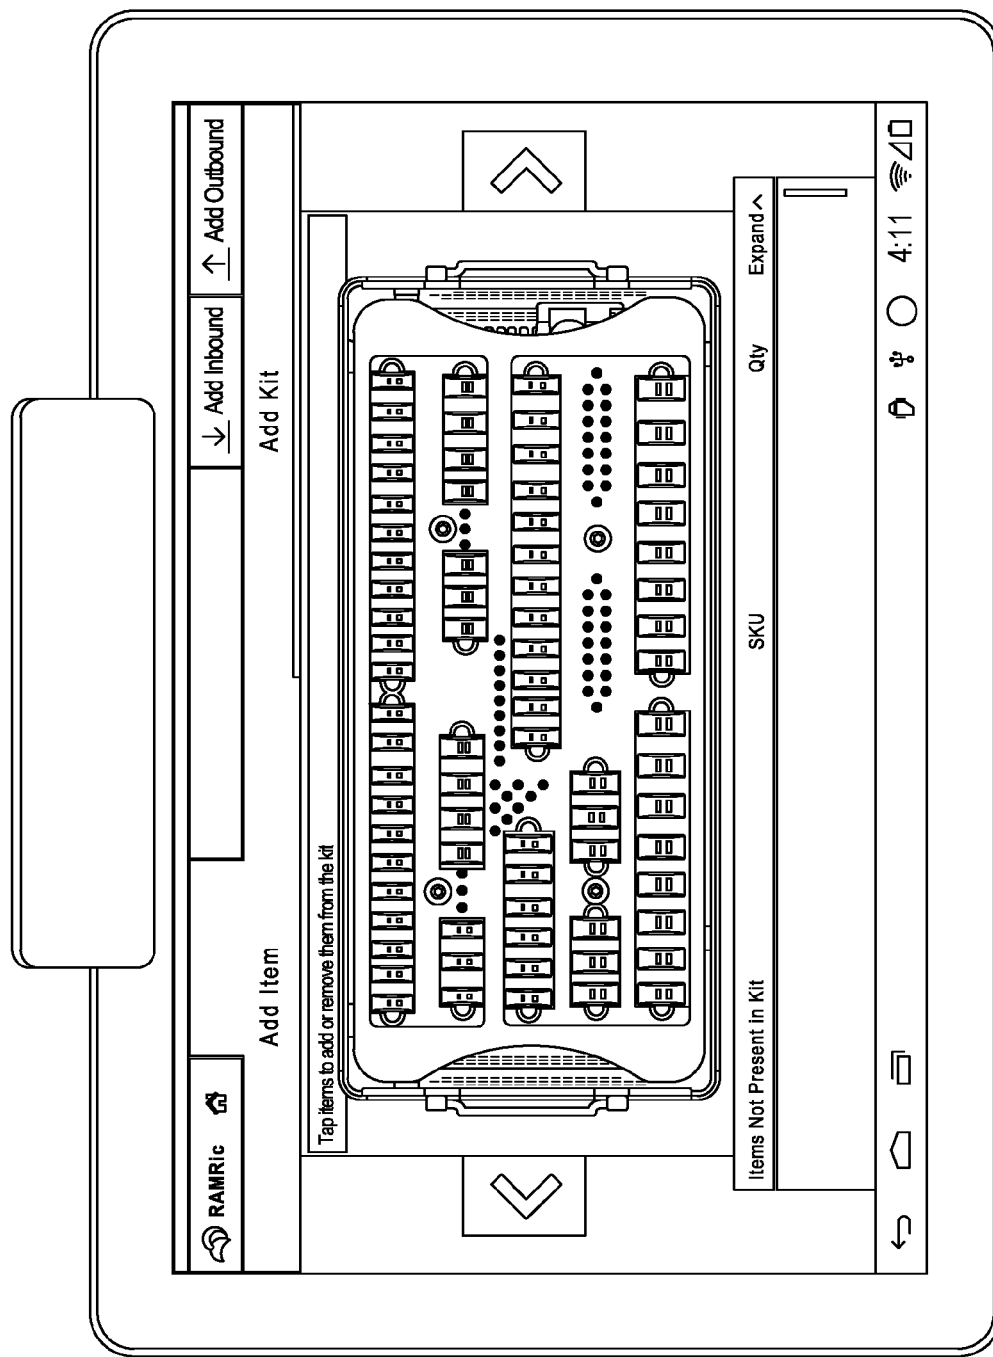 RAMRic
Add Inbound
Add Outbound
Add Item
Add Kit
Tap items to add or remove them from the kit
Items Not Present in Kit
SKU
Qty
Expand
4:11